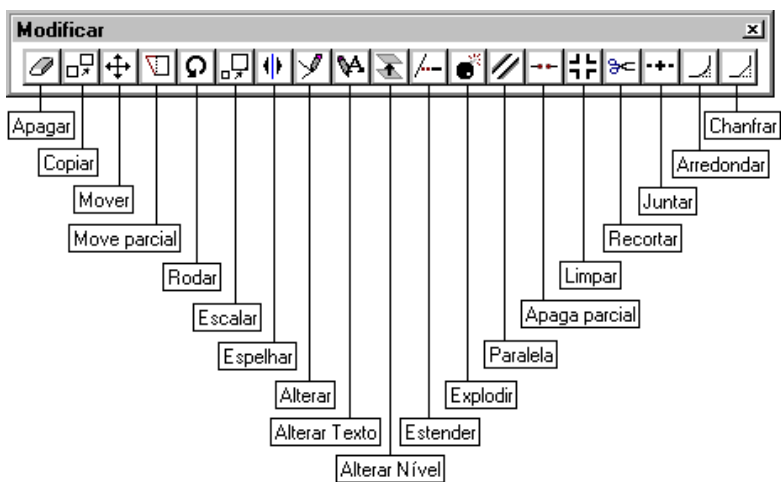 Modificar
Apagar
Chanfrar
Copiar
Arredondar
Mover
Juntar
Move parcial
Recortar
Rodar
Limpar
Escalar
Apaga parcial
Espelhar
Paralela
Alterar
Explodir
Alterar Texto
Estender
Alterar Nível